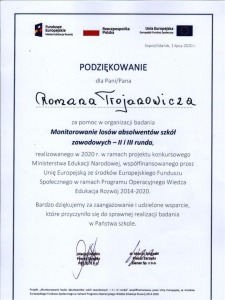 Fundusze
Europejskie
Rzeczpospolita
Polska
Unia Europejska
PODZIĘKOWANIE
dla Pani/Pana
Romana Trojanowicza
za pomoc w organizacji badania
Monitorowanie losów absolwentów szkół
zawodowych – II i III runda,
realizowanego w 2020 r. w ramach projektu konkursowego
Ministerstwa Edukacji Narodowej, współfinansowanego przez
Unię Europejską ze środków Europejskiego Funduszu
Społecznego w ramach Programu Operacyjnego Wiedza
Edukacja Rozwój 2014-2020.
Bardzo dziękujemy za zaangażowanie i udzielone wsparcie,
które przyczyniło się do sprawnej realizacji badania
w Państwa szkole.